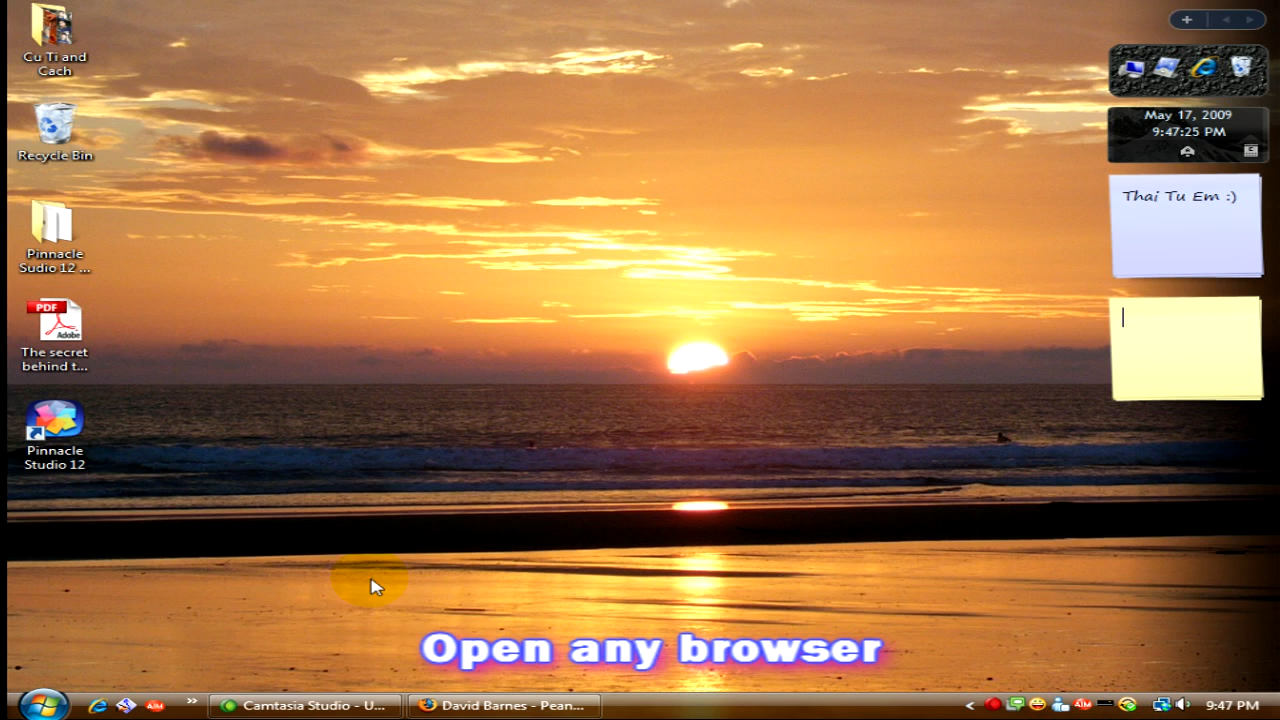 Cu Ti and
Cach
Recycle Bin
Pinnacle
Sudio 12 ...
PDF
Adobe
The secret
behind t...
Pinnacle
Studio 12
May 17, 2009
9:47:25 PM
Thai Tu Em :)
Open any browser
AIM
Camtasia Studio - U...
David Barnes - Pean...
AIM
9:47 PM